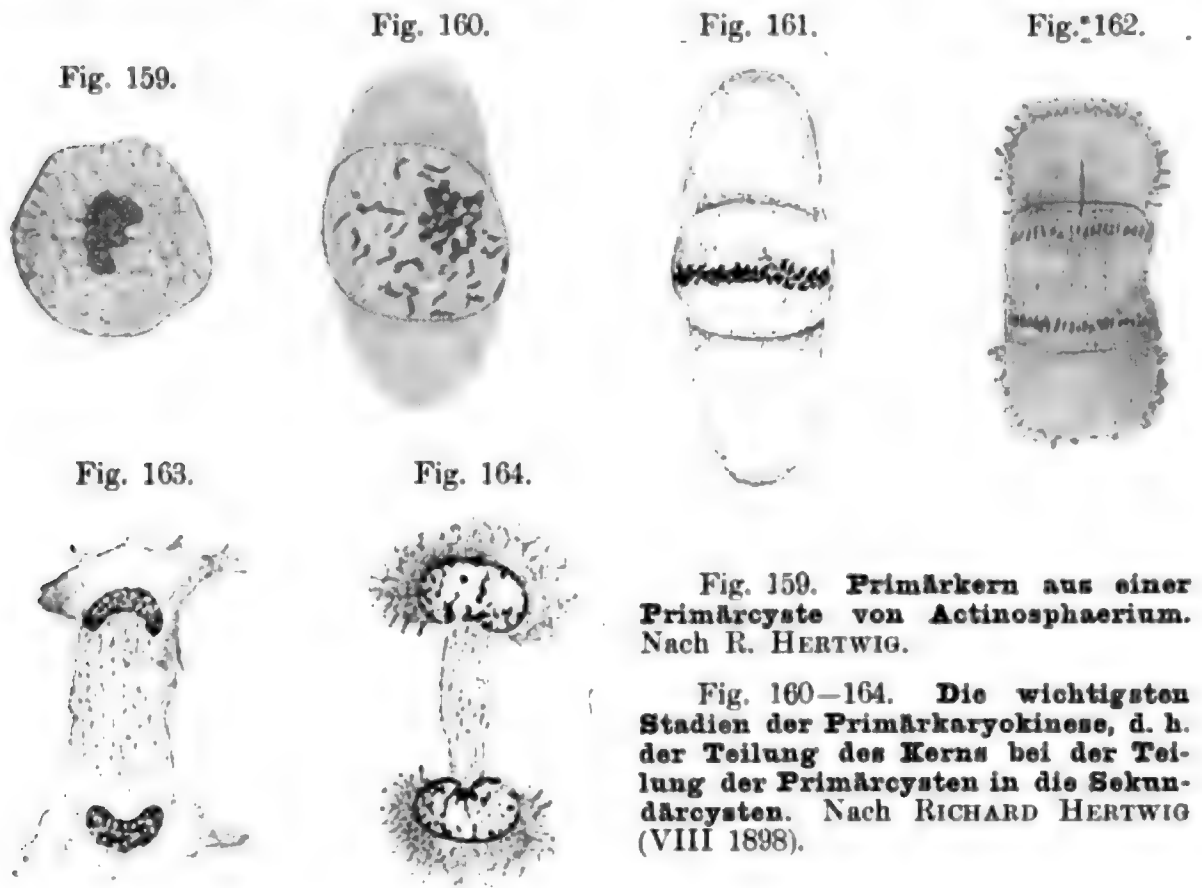 Fig. 159.
Fig. 160.
Fig. 161.
Fig. 162.
Fig. 163.
Fig. 164.
Fig. 159. Primärkern aus einer
Primärcyste von Actinosphaerium.
Nach R. HERTWIG.
Fig. 160–164. Die wichtigsten
Stadien der Primärkaryokinese, d. h.
der Teilung des Kerns bei der Tei-
lung der Primärcysten in die Sekun-
därcysten. Nach RICHARD HERTWIG
(VIII 1898).